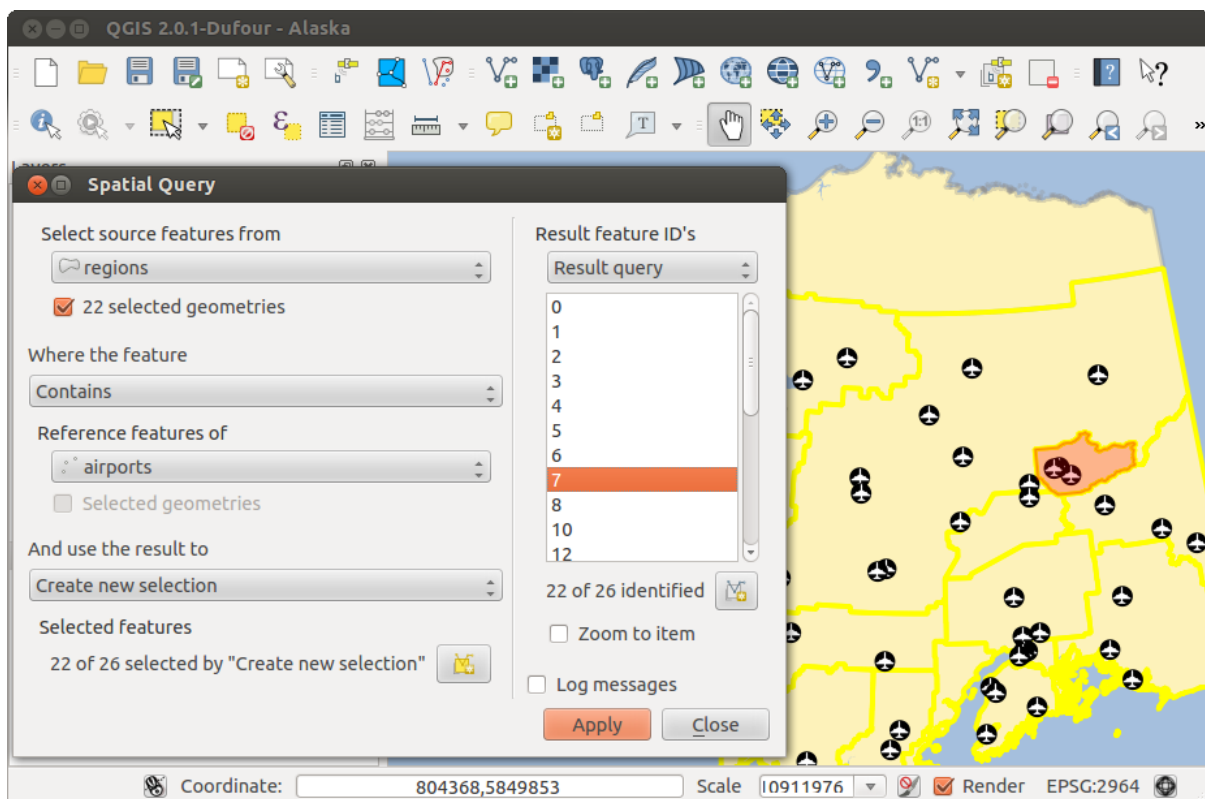 QGIS 2.0.1-Dufour - Alaska
Spatial Query
Select source features from
regions
22 selected geometries
Where the feature
Contains
Reference features of
airports
Selected geometries
And use the result to
Create new selection
Selected features
22 of 26 selected by "Create new selection"
Result feature ID's
Result query
0
1
2
3
4
5
6
7
8
10
12
22 of 26 identified
Zoom to item
Log messages
Apply
Close
Coordinate:
804368,5849853
Scale
Render
EPSG:2964